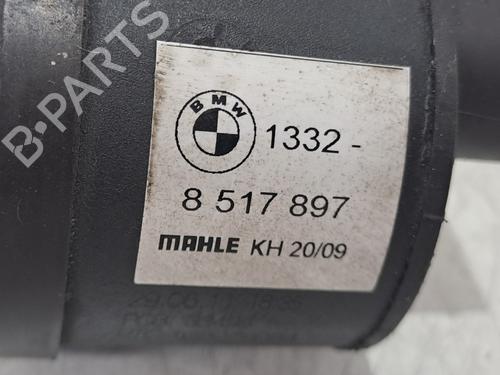 B-PARTS
BMW
1332-
8 517 897
MAHLE KH 20/09